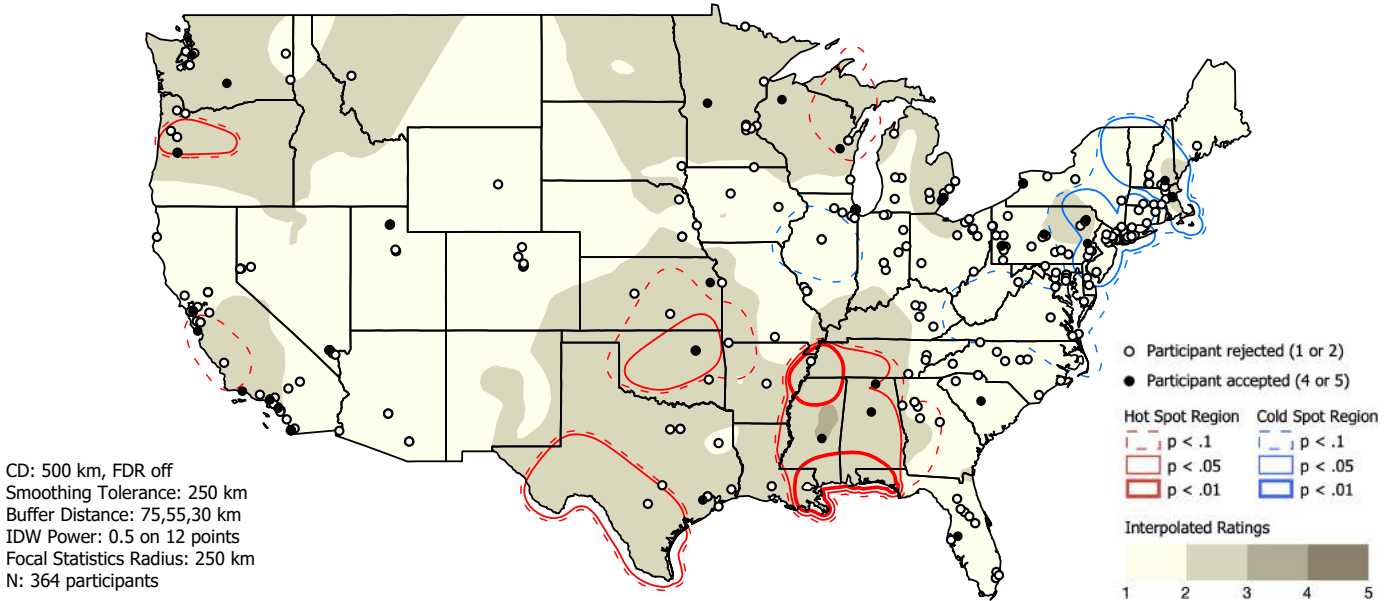 CD: 500 km, FDR off
Smoothing Tolerance: 250 km
Buffer Distance: 75,55,30 km
IDW Power: 0.5 on 12 points
Focal Statistics Radius: 250 km
N: 364 participants
Participant rejected (1 or 2)
Participant accepted (4 or 5)
Hot Spot Region Cold Spot Region
p < .1 p < .1
p < .05 p < .05
p < .01 p < .01
Interpolated Ratings
1 2 3 4 5